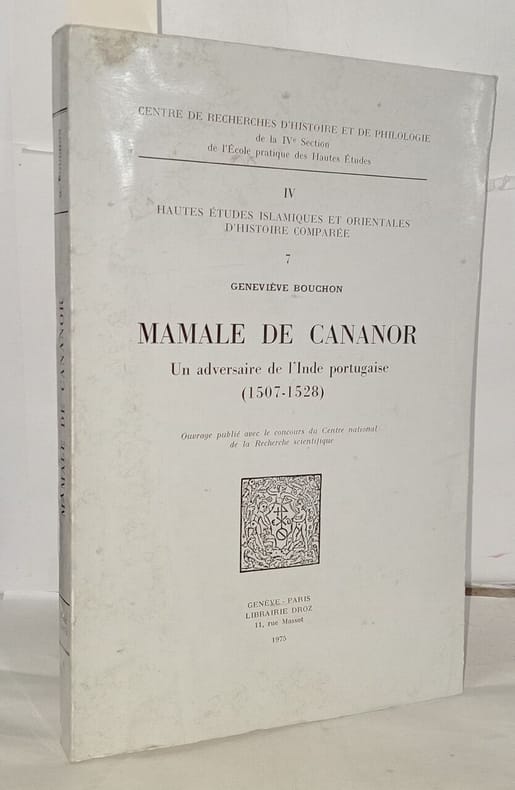 CENTRE DE RECHERCHES D'HISTOIRE ET DE PHILOLOGIE
de la IVe Section
de l'École pratique des Hautes Études
IV
HAUTES ÉTUDES ISLAMIQUES ET ORIENTALES
D'HISTOIRE COMPARÉE
7
GENEVIÈVE BOUCHON
MAMALE DE CANANOR
Un adversaire de l'Inde portugaise
(1507-1528)
Ouvrage publié avec le concours du Centre national
de la Recherche scientifique
GENÈVE - PARIS
LIBRAIRIE DROZ
11, rue Massot
1975
MAMALE DE CANANOR